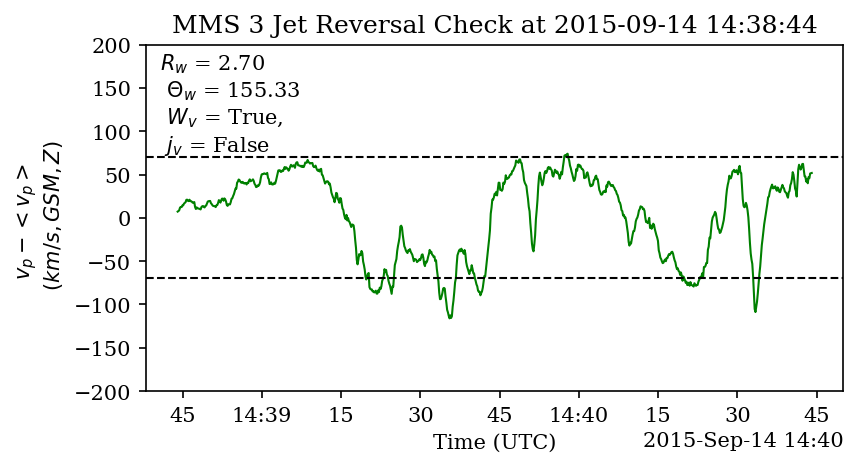 MMS 3 Jet Reversal Check at 2015-09-14 14:38:44
R_w = 2.70
Θ_w = 155.33
W_v = True,
j_v = False
v_p − < v_p >
(km/s, GSM, Z)
200
150
100
50
0
−50
−100
−150
−200
45 14:39 15 30 45 14:40 15 30 45
Time (UTC)
2015-Sep-14 14:40